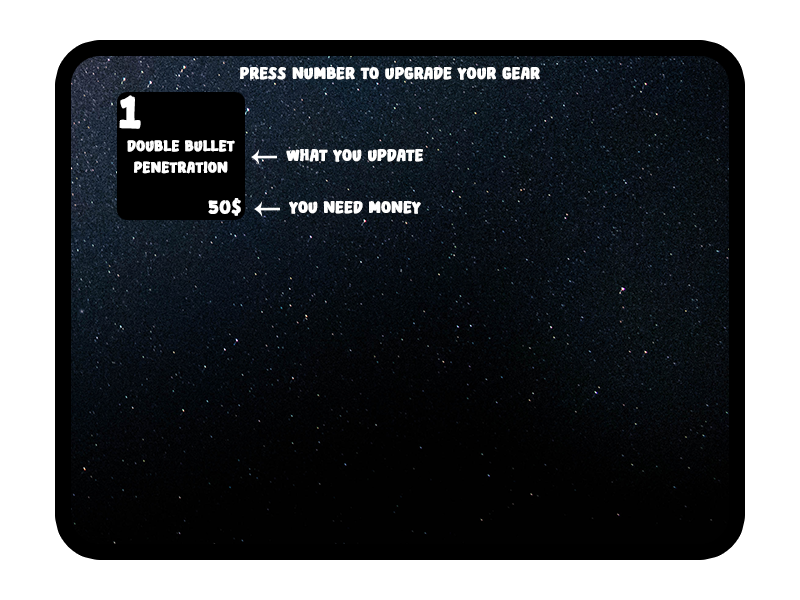 PRESS NUMBER TO UPGRADE YOUR GEAR
1
DOUBLE BULLET
PENETRATION
← WHAT YOU UPDATE
50$ ← YOU NEED MONEY